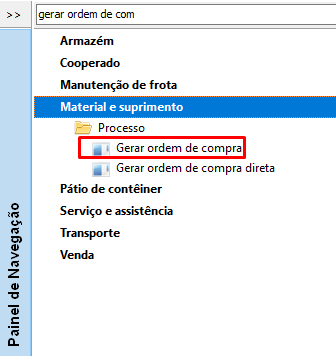 >> gerar ordem de com
Armazém
Cooperado
Manutenção de frota
Material e suprimento
Processo
Gerar ordem de compra
Gerar ordem de compra direta
Pátio de contêiner
Serviço e assistência
Transporte
Venda
Painel de Navegação